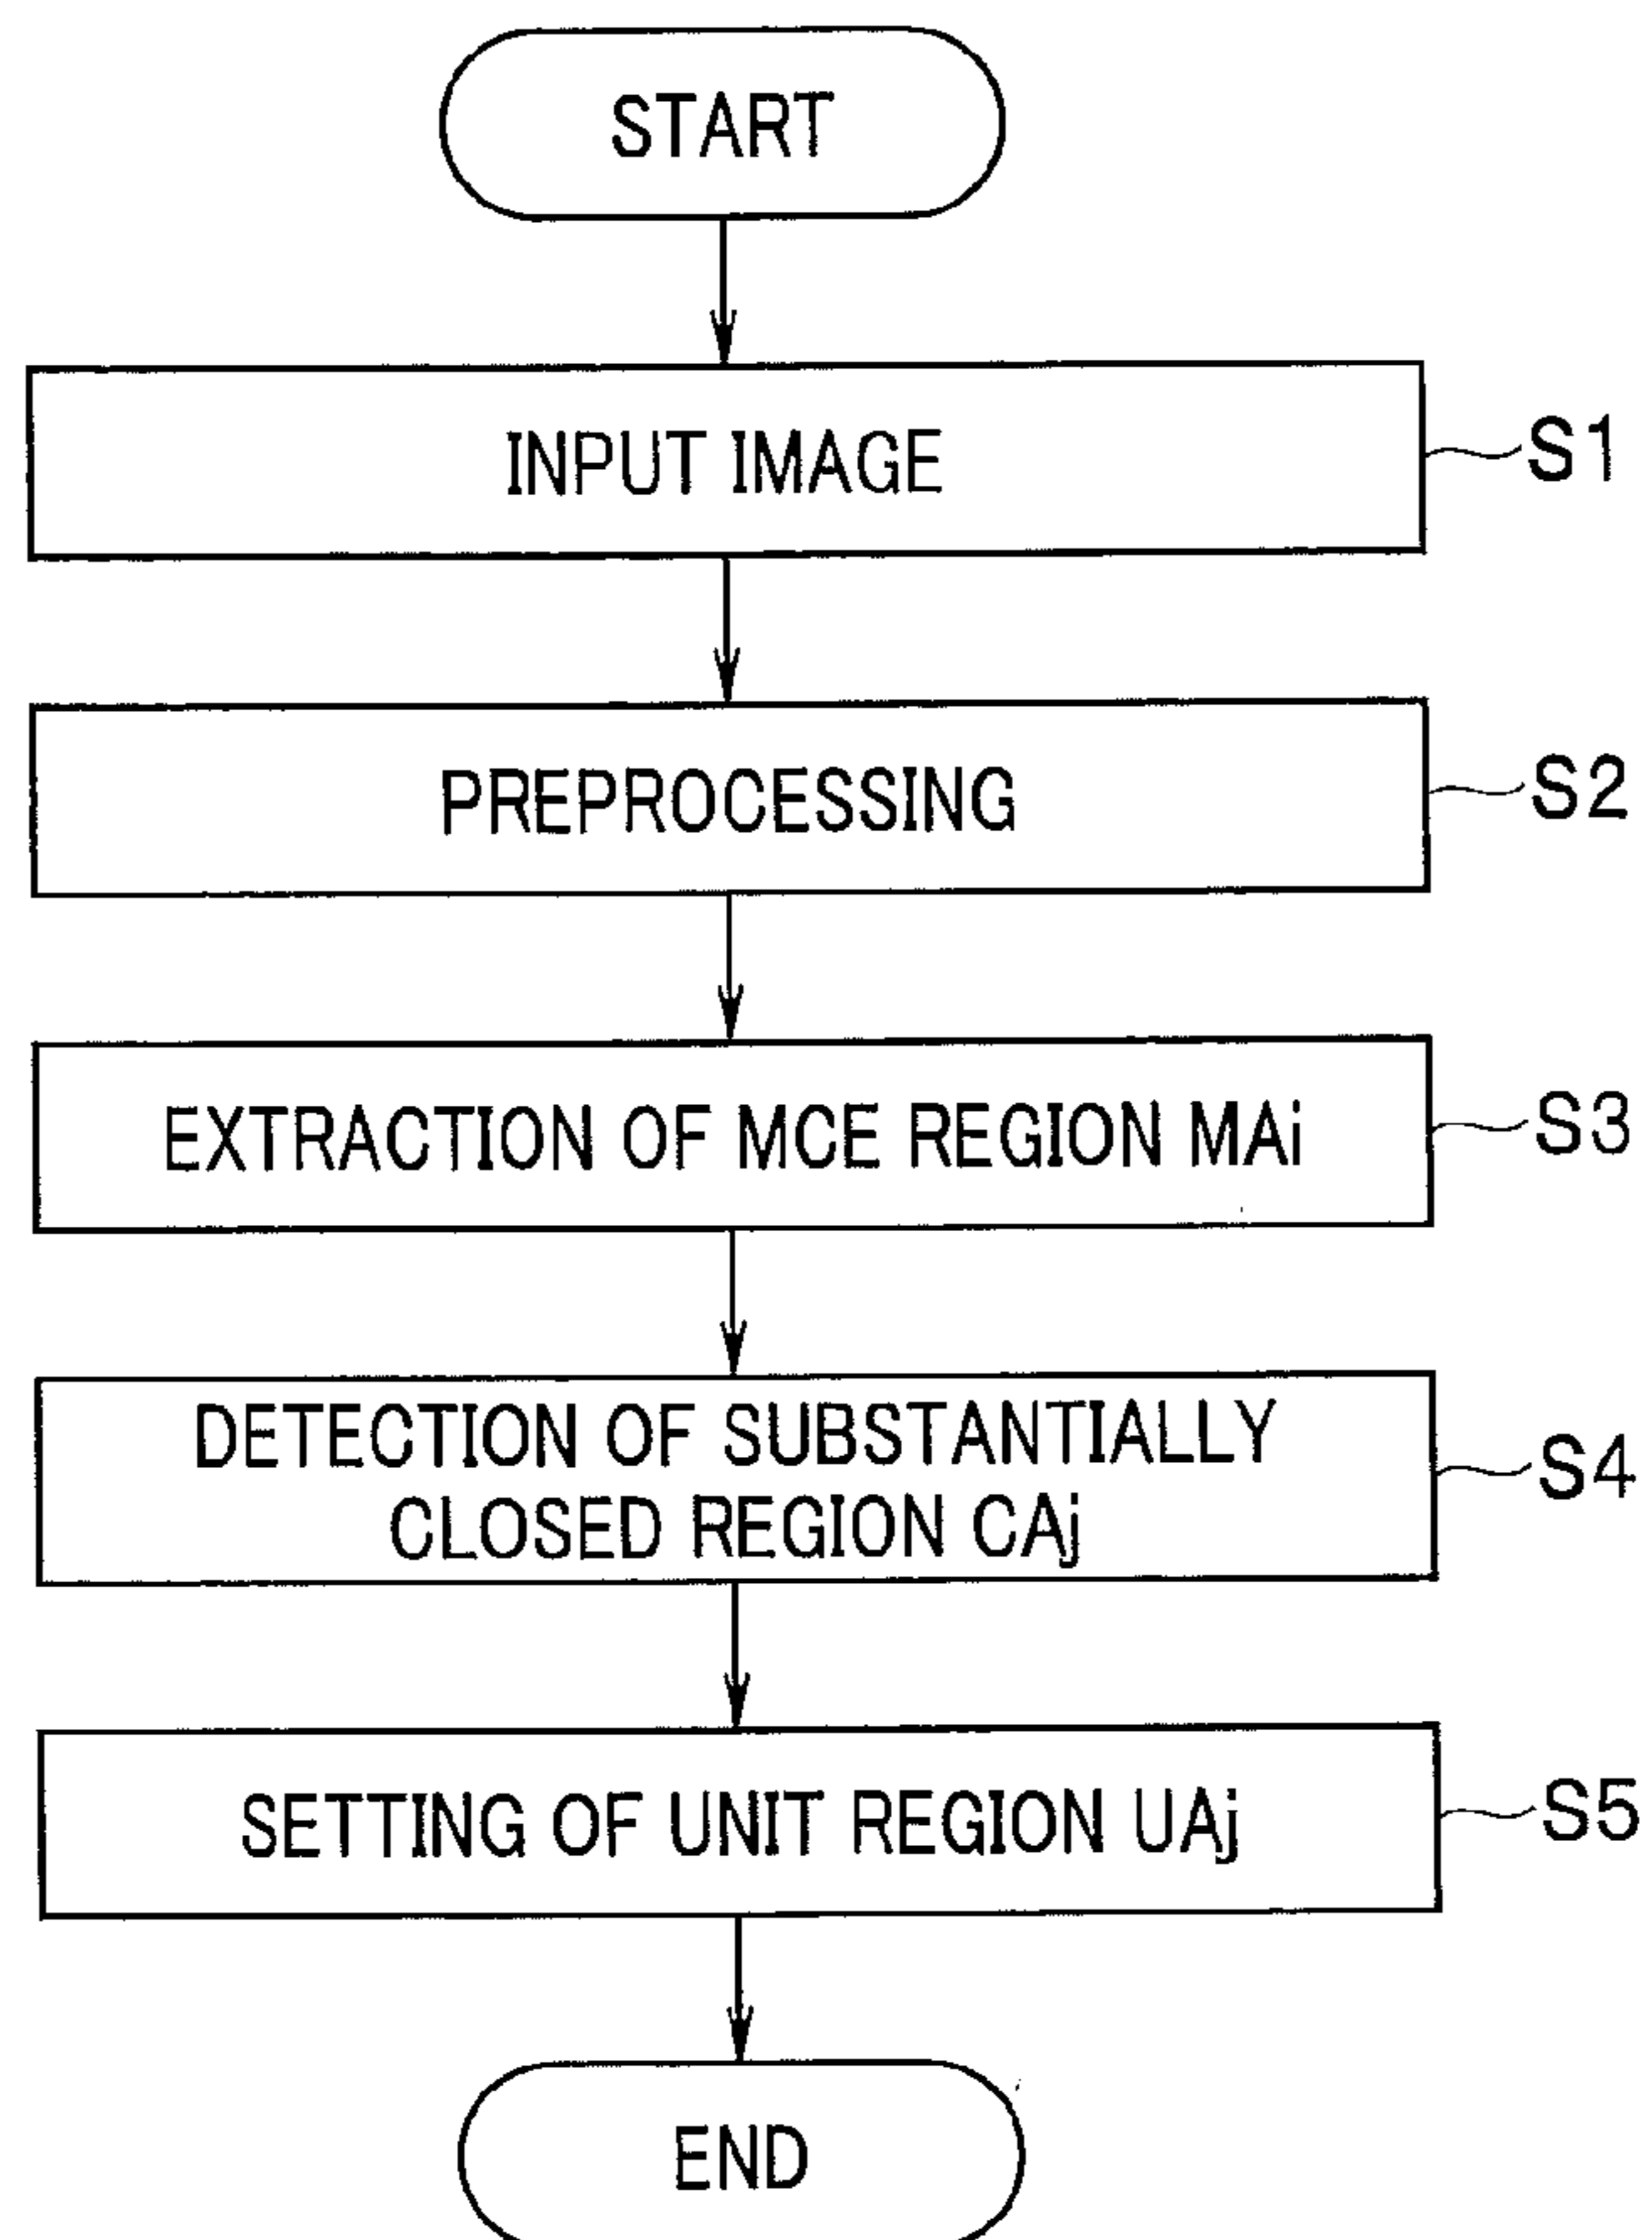 START
INPUT IMAGE
S1
PREPROCESSING
S2
EXTRACTION OF MCE REGION MAi
S3
DETECTION OF SUBSTANTIALLY
CLOSED REGION CAj
S4
SETTING OF UNIT REGION UAj
S5
END